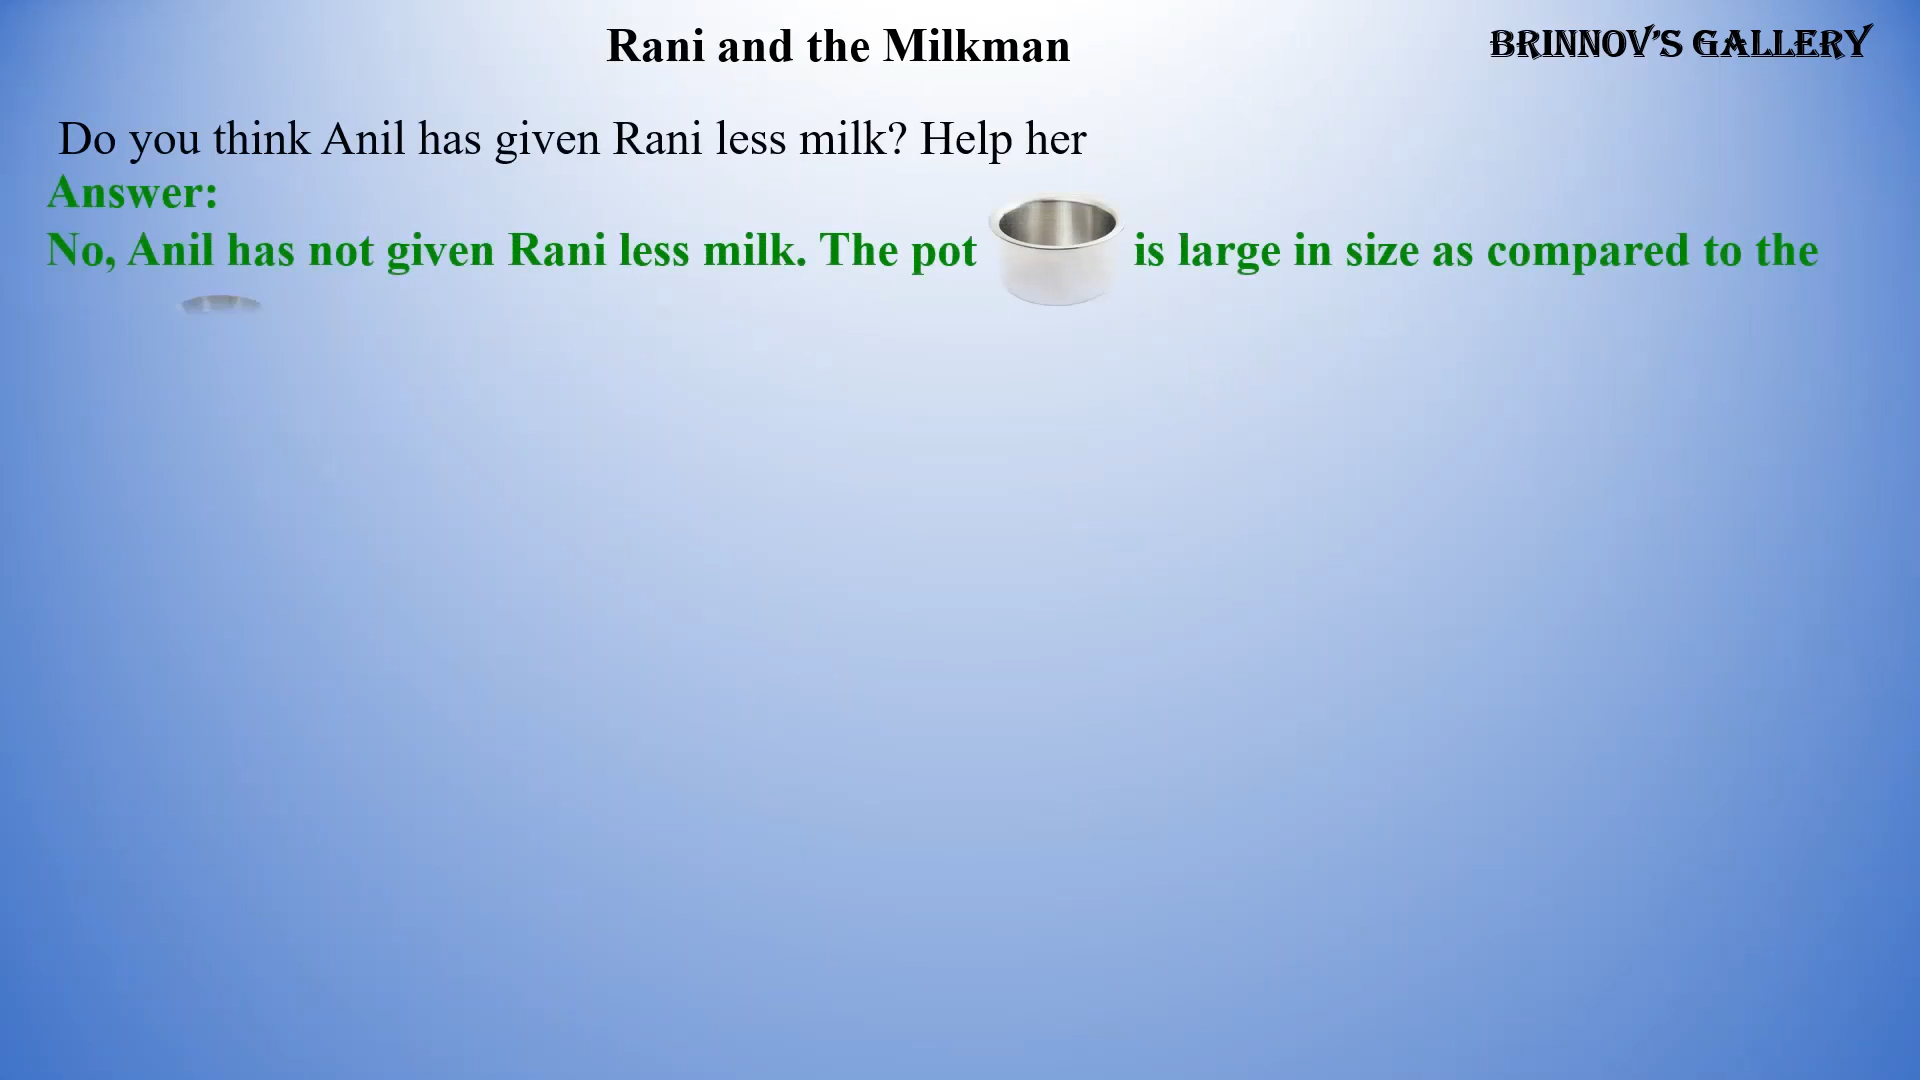 Rani and the Milkman
BRINNOV'S GALLERY
Do you think Anil has given Rani less milk? Help her
Answer:
No, Anil has not given Rani less milk. The pot is large in size as compared to the